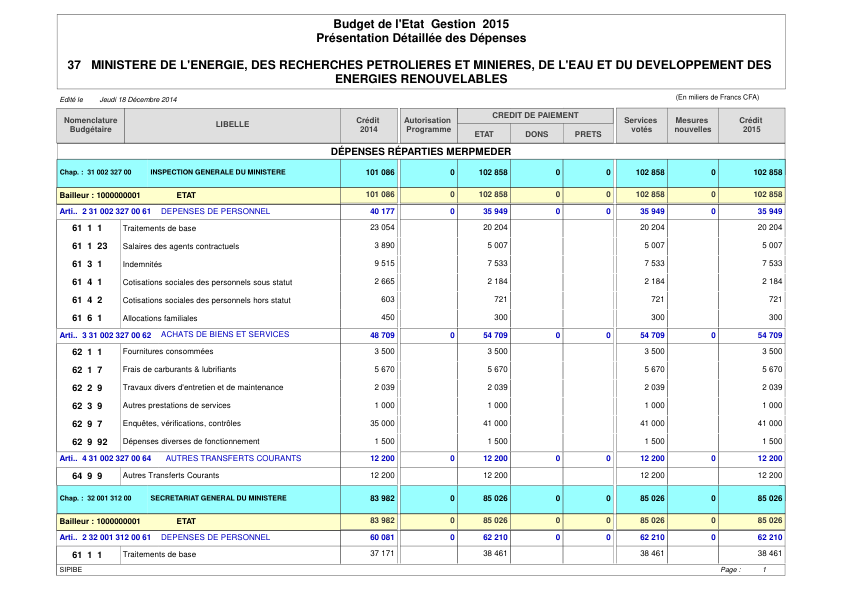 Budget de l'Etat Gestion 2015
Présentation Détaillée des Dépenses
37 MINISTERE DE L'ENERGIE, DES RECHERCHES PETROLIERES ET MINIERES, DE L'EAU ET DU DEVELOPPEMENT DES
ENERGIES RENOUVELABLES
Edité le Jeudi 18 Décembre 2014 (En miliers de Francs CFA)
Nomenclature Budgétaire LIBELLE Crédit 2014 Autorisation Programme CREDIT DE PAIEMENT Services votés Mesures nouvelles Crédit 2015
ETAT DONS PRETS
DÉPENSES RÉPARTIES MERPMEDER
Chap. : 31 002 327 00 INSPECTION GENERALE DU MINISTERE 101 086 0 102 858 0 0 102 858 0 102 858
Bailleur : 1000000001 ETAT 101 086 0 102 858 0 0 102 858 0 102 858
Arti.. 2 31 002 327 00 61 DEPENSES DE PERSONNEL 40 177 0 35 949 0 0 35 949 0 35 949
61 1 1 Traitements de base 23 054 20 204 20 204 20 204
61 1 23 Salaires des agents contractuels 3 890 5 007 5 007 5 007
61 3 1 Indemnités 9 515 7 533 7 533 7 533
61 4 1 Cotisations sociales des personnels sous statut 2 665 2 184 2 184 2 184
61 4 2 Cotisations sociales des personnels hors statut 603 721 721 721
61 6 1 Allocations familiales 450 300 300 300
Arti.. 3 31 002 327 00 62 ACHATS DE BIENS ET SERVICES 48 709 0 54 709 0 0 54 709 0 54 709
62 1 1 Fournitures consommées 3 500 3 500 3 500 3 500
62 1 7 Frais de carburants & lubrifiants 5 670 5 670 5 670 5 670
62 2 9 Travaux divers d'entretien et de maintenance 2 039 2 039 2 039 2 039
62 3 9 Autres prestations de services 1 000 1 000 1 000 1 000
62 9 7 Enquêtes, vérifications, contrôles 35 000 41 000 41 000 41 000
62 9 92 Dépenses diverses de fonctionnement 1 500 1 500 1 500 1 500
Arti.. 4 31 002 327 00 64 AUTRES TRANSFERTS COURANTS 12 200 0 12 200 0 0 12 200 0 12 200
64 9 9 Autres Transferts Courants 12 200 12 200 12 200 12 200
Chap. : 32 001 312 00 SECRETARIAT GENERAL DU MINISTERE 83 982 0 85 026 0 0 85 026 0 85 026
Bailleur : 1000000001 ETAT 83 982 0 85 026 0 0 85 026 0 85 026
Arti.. 2 32 001 312 00 61 DEPENSES DE PERSONNEL 60 081 0 62 210 0 0 62 210 0 62 210
61 1 1 Traitements de base 37 171 38 461 38 461 38 461
SIPIBE Page : 1